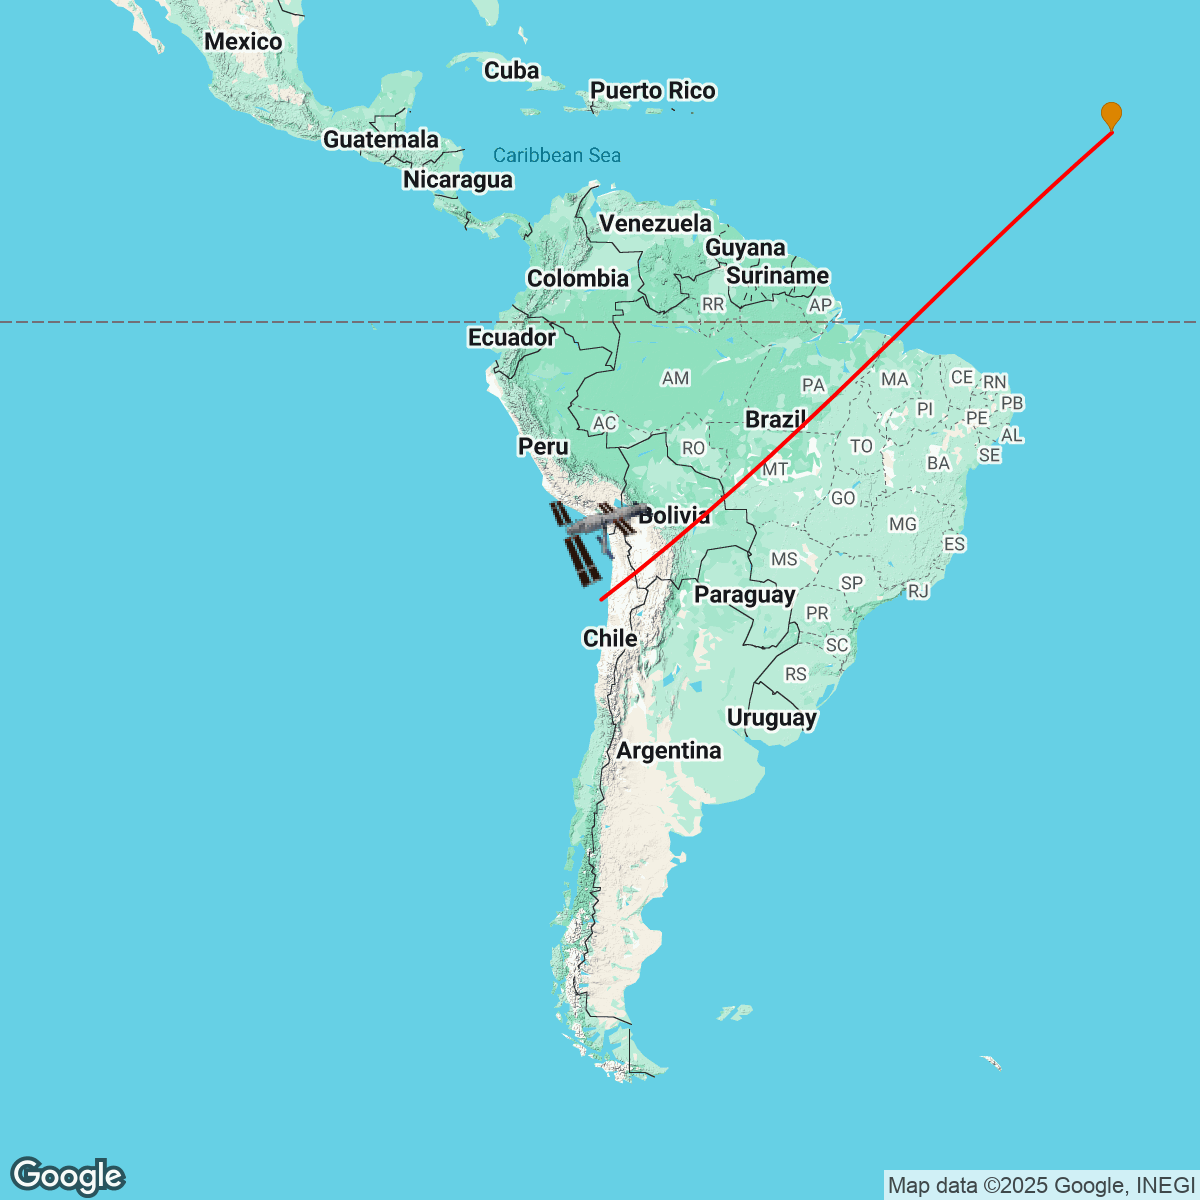 Mexico
Cuba
Puerto Rico
Guatemala
Caribbean Sea
Nicaragua
Venezuela
Guyana
Colombia
Suriname
RR
AP
Ecuador
AM
PA
MA
CE
RN
PB
PI
PE
AC
Brazil
AL
Peru
RO
TO
SE
MT
BA
GO
Bolivia
MG
ES
MS
SP
RJ
Paraguay
PR
Chile
SC
RS
Uruguay
Argentina
Google
Map data ©2025 Google, INEGI